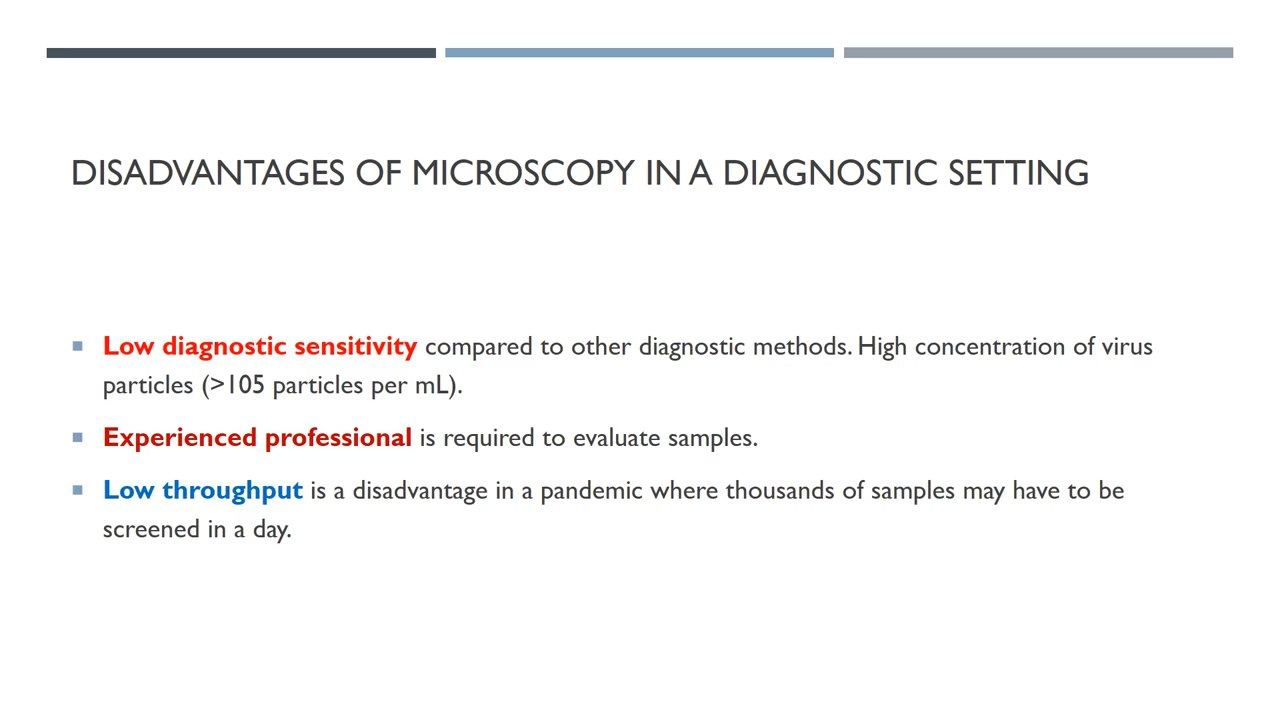 DISADVANTAGES OF MICROSCOPY IN A DIAGNOSTIC SETTING
Low diagnostic sensitivity compared to other diagnostic methods. High concentration of virus
particles (>105 particles per mL).
Experienced professional is required to evaluate samples.
Low throughput is a disadvantage in a pandemic where thousands of samples may have to be
screened in a day.